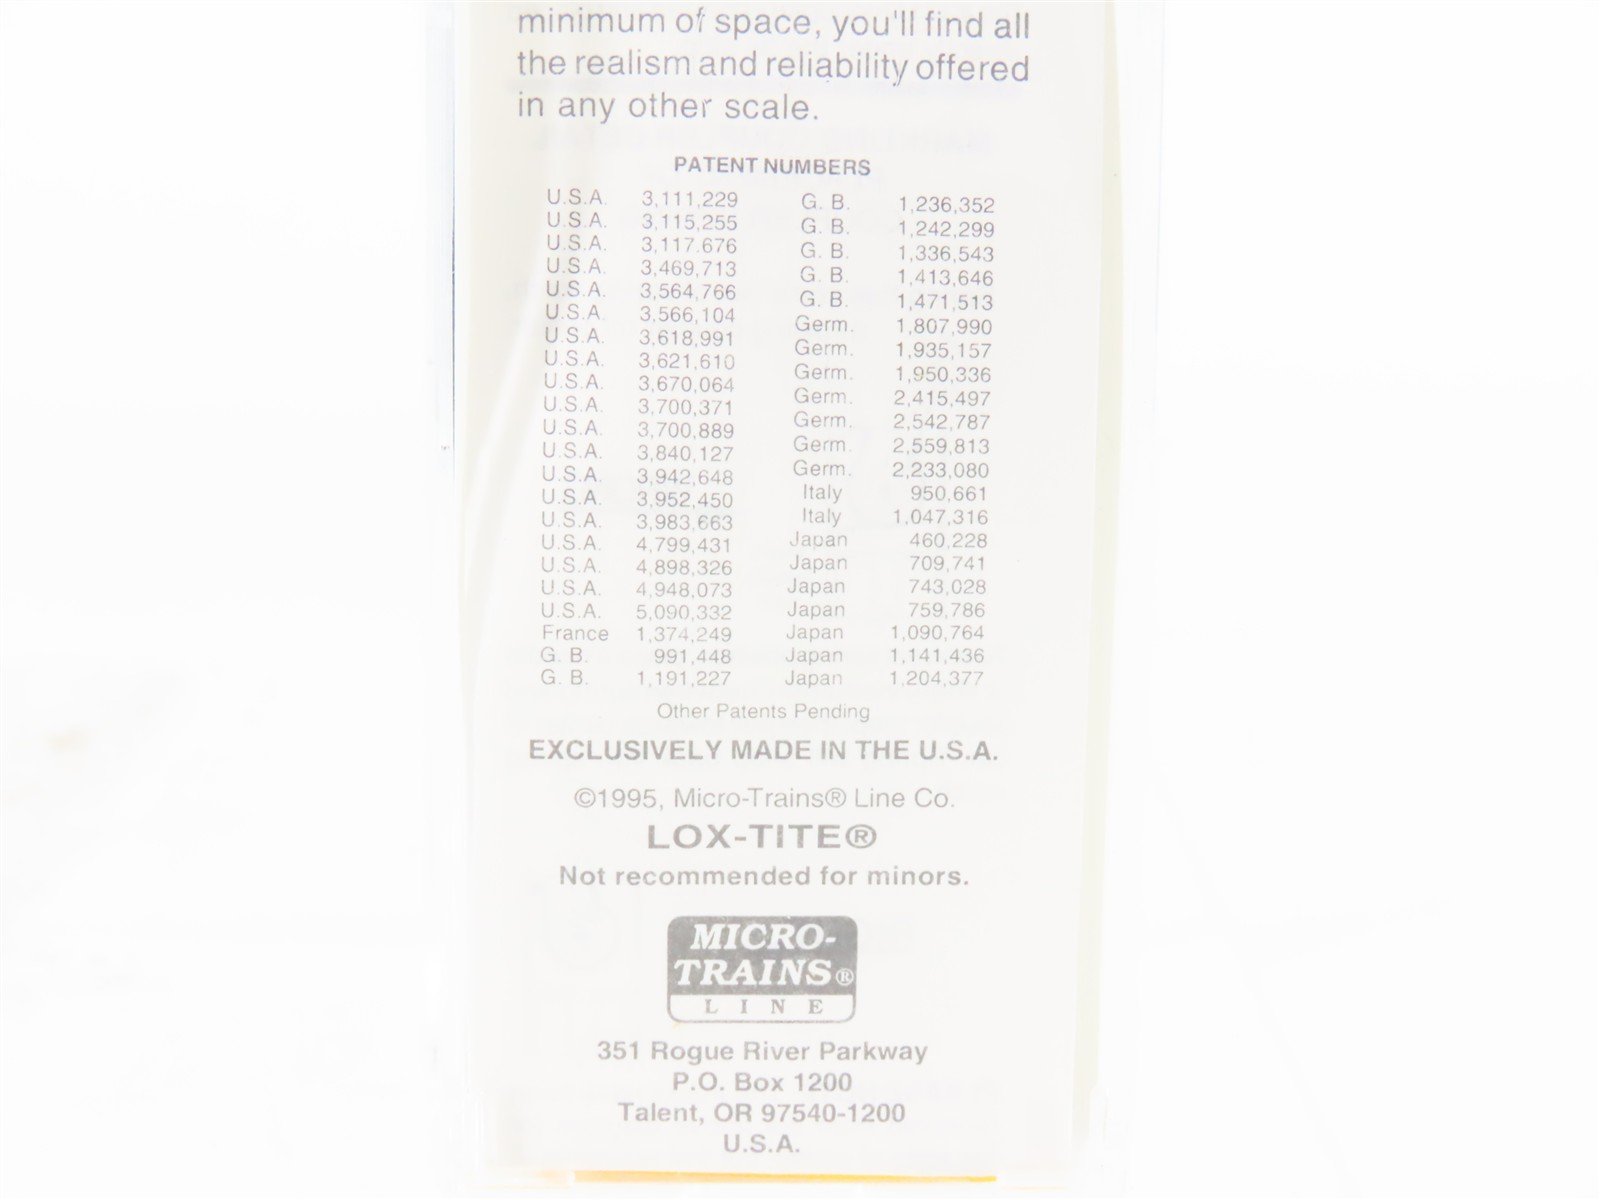 minimum of space, you'll find all
the realism and reliability offered
in any other scale.
PATENT NUMBERS
U.S.A. 3,111,229 G. B. 1,236,352
U.S.A. 3,115,255 G. B. 1,242,299
U.S.A. 3,117,676 G. B. 1,336,543
U.S.A. 3,469,713 G. B. 1,413,646
U.S.A. 3,564,766 G. B. 1,471,513
U.S.A. 3,566,104 Germ. 1,807,990
U.S.A. 3,618,991 Germ. 1,935,157
U.S.A. 3,621,610 Germ. 1,950,336
U.S.A. 3,670,064 Germ. 2,415,497
U.S.A. 3,700,371 Germ. 2,542,787
U.S.A. 3,700,889 Germ. 2,559,813
U.S.A. 3,840,127 Germ. 2,233,080
U.S.A. 3,942,648 Italy 950,661
U.S.A. 3,952,450 Italy 1,047,316
U.S.A. 3,983,663 Japan 460,228
U.S.A. 4,799,431 Japan 709,741
U.S.A. 4,898,326 Japan 743,028
U.S.A. 4,948,073 Japan 759,786
U.S.A. 5,090,332 Japan 1,090,764
France 1,374,249 Japan 1,141,436
G. B. 991,448 Japan 1,204,377
G. B. 1,191,227
Other Patents Pending
EXCLUSIVELY MADE IN THE U.S.A.
©1995, Micro-Trains® Line Co.
LOX-TITE®
Not recommended for minors.
MICRO-
TRAINS®
LINE
351 Rogue River Parkway
P.O. Box 1200
Talent, OR 97540-1200
U.S.A.